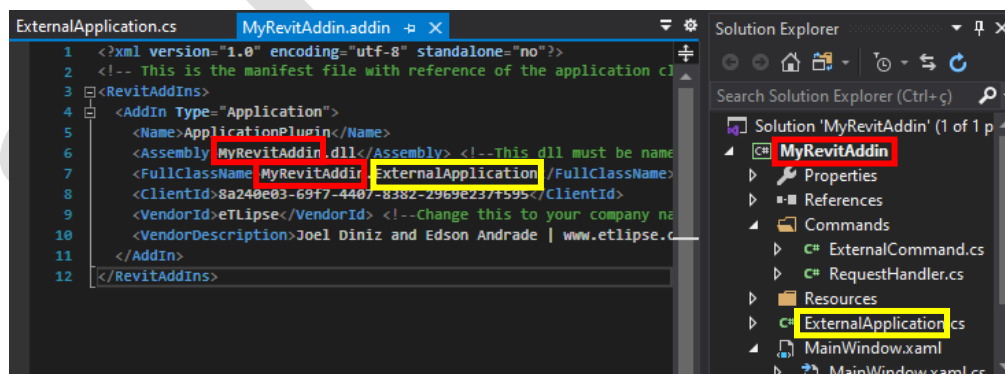 ExternalApplication.cs
MyRevitAddin.addin
1 <?xml version="1.0" encoding="utf-8" standalone="no"?>
2 <!-- This is the manifest file with reference of the application cl
3 <RevitAddIns>
4 <AddIn Type="Application">
5 <Name>ApplicationPlugin</Name>
6 <Assembly>MyRevitAddin.dll</Assembly> <!--This dll must be name
7 <FullClassName>MyRevitAddin.ExternalApplication</FullClassName>
8 <ClientId>8a240e03-69f7-4407-8382-2969e237f595</ClientId>
9 <VendorId>eTLipse</VendorId> <!--Change this to your company na
10 <VendorDescription>Joel Diniz and Edson Andrade | www.etlipse.c
11 </AddIn>
12 </RevitAddIns>
Solution Explorer
Search Solution Explorer (Ctrl+ç)
Solution 'MyRevitAddin' (1 of 1 p
C# MyRevitAddin
Properties
References
Commands
C# ExternalCommand.cs
C# RequestHandler.cs
Resources
C# ExternalApplication.cs
MainWindow.xaml
MainWindow.xaml.cs